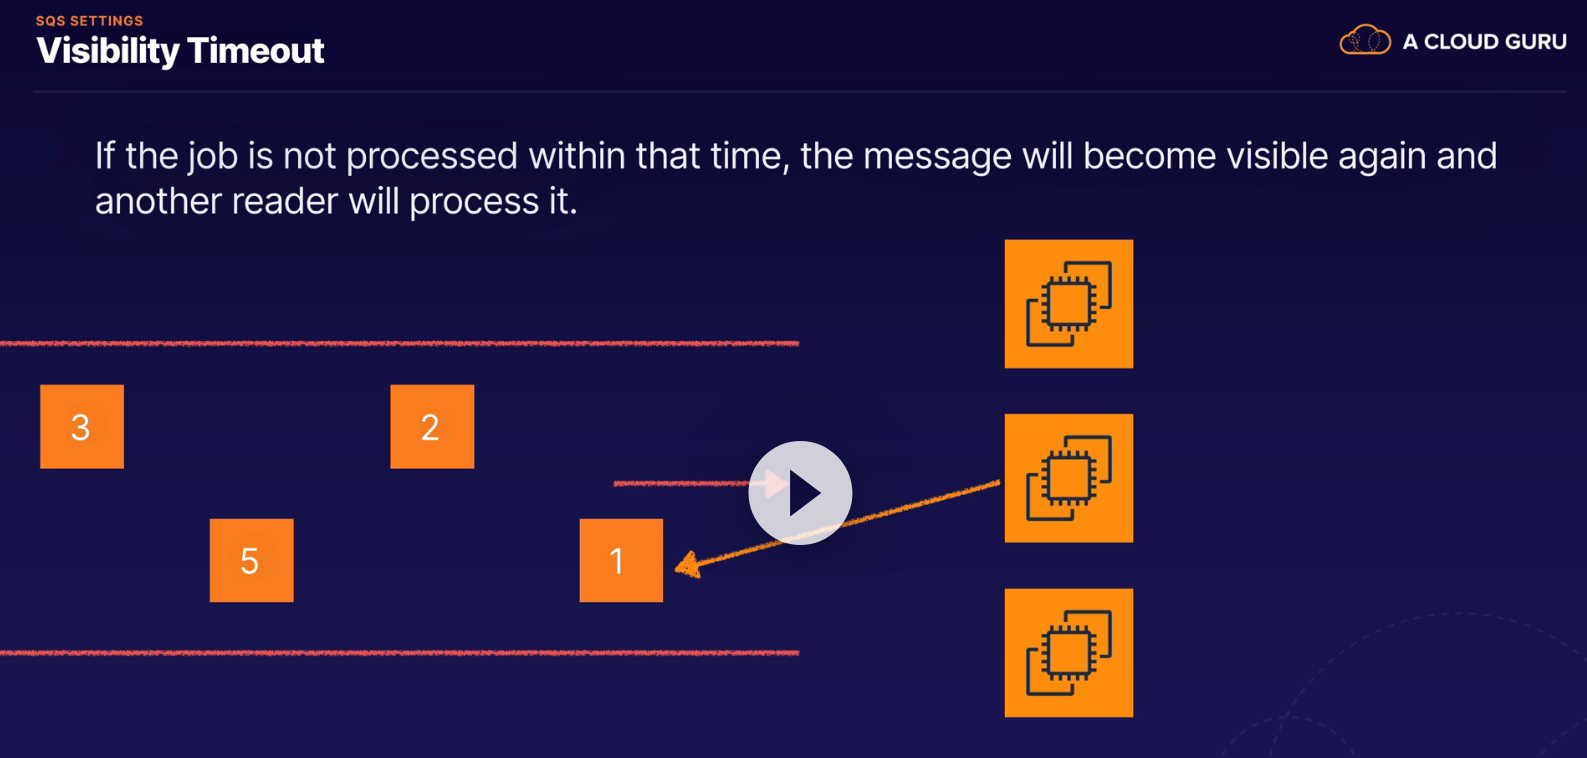 SQS SETTINGS
Visibility Timeout
A CLOUD GURU
If the job is not processed within that time, the message will become visible again and
another reader will process it.
3
2
5
1